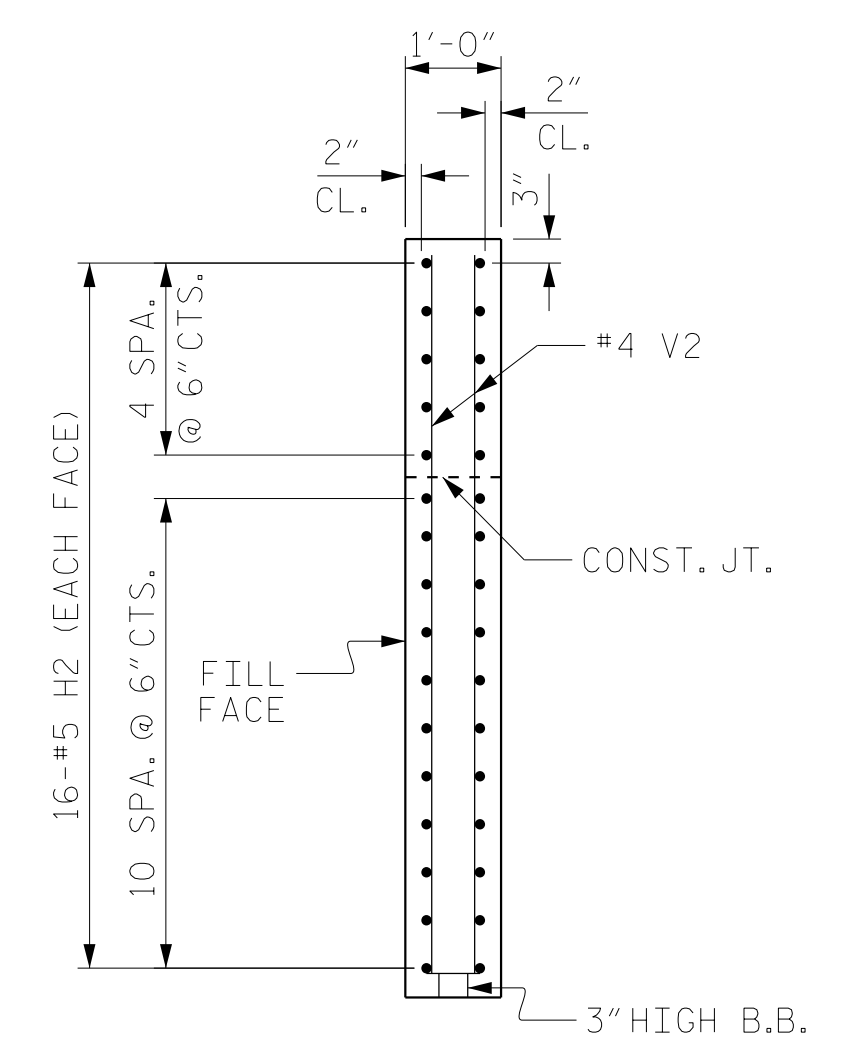 1'-0"
2"
CL.
2"
CL.
3"
4 SPA.
@ 6"CTS.
#4 V2
16-#5 H2 (EACH FACE)
CONST. JT.
10 SPA. @ 6"CTS.
FILL
FACE
3"HIGH B.B.